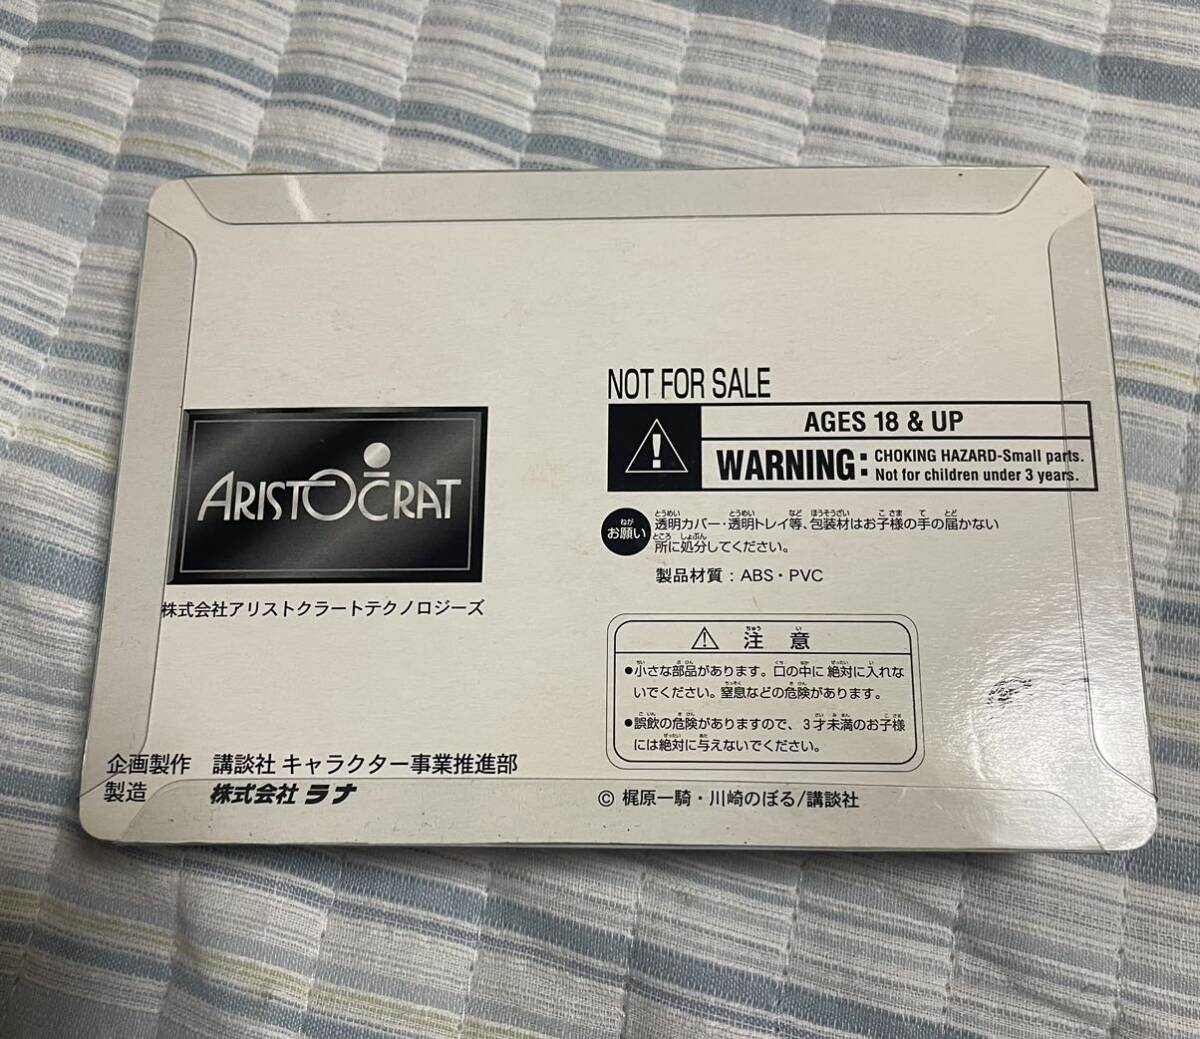 ARISTOCRAT
株式会社アリストクラートテクノロジーズ
NOT FOR SALE
AGES 18 & UP
WARNING: CHOKING HAZARD-Small parts.
Not for children under 3 years.
お願い 透明カバー・透明トレイ等、包装材はお子様の手の届かない
所に処分してください。
製品材質：ABS・PVC
注意
●小さな部品があります。口の中に絶対に入れな
いでください。窒息などの危険があります。
●誤飲の危険がありますので、3才未満のお子様
には絶対に与えないでください。
企画製作 講談社 キャラクター事業推進部
製造 株式会社 ラナ
© 梶原一騎・川崎のぼる/講談社